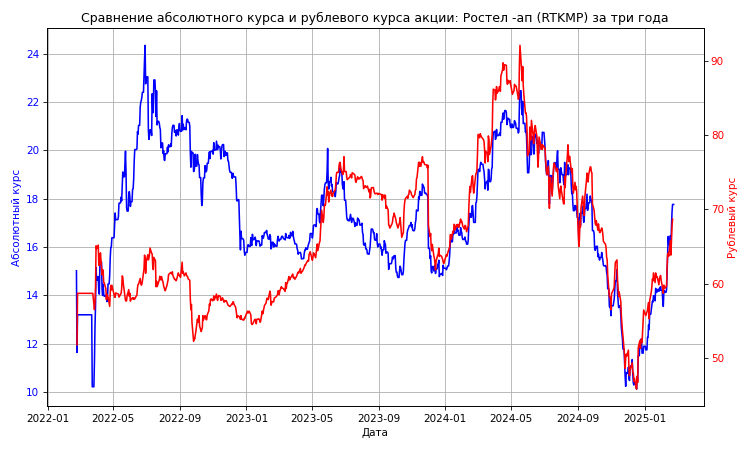 Сравнение абсолютного курса и рублевого курса акции: Ростел -ап (RTKMP) за три года
Абсолютный курс
24
22
20
18
16
14
12
10
90
80
70
60
50
Рублевый курс
2022-01 2022-05 2022-09 2023-01 2023-05 2023-09 2024-01 2024-05 2024-09 2025-01
Дата